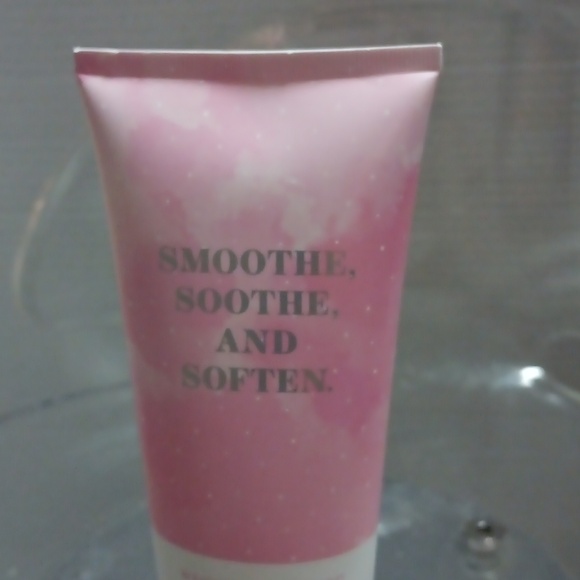 SMOOTHE,
SOOTHE,
AND
SOFTEN.